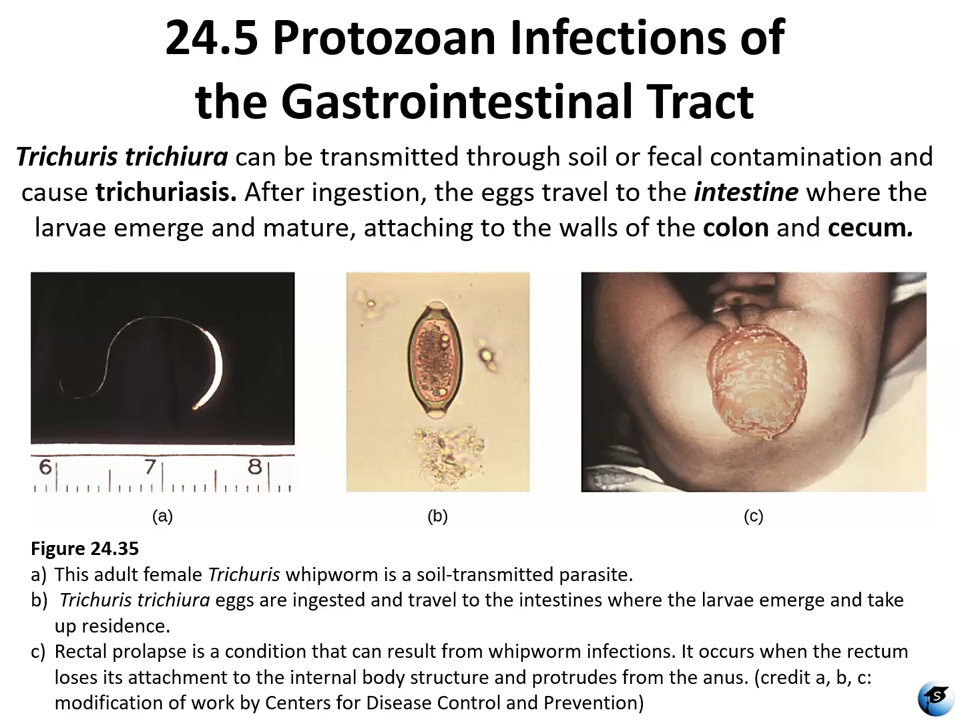 24.5 Protozoan Infections of
the Gastrointestinal Tract
Trichuris trichiura can be transmitted through soil or fecal contamination and
cause trichuriasis. After ingestion, the eggs travel to the intestine where the
larvae emerge and mature, attaching to the walls of the colon and cecum.
6 7 8
(a) (b) (c)
Figure 24.35
a) This adult female Trichuris whipworm is a soil-transmitted parasite.
b) Trichuris trichiura eggs are ingested and travel to the intestines where the larvae emerge and take
up residence.
c) Rectal prolapse is a condition that can result from whipworm infections. It occurs when the rectum
loses its attachment to the internal body structure and protrudes from the anus. (credit a, b, c:
modification of work by Centers for Disease Control and Prevention)
S